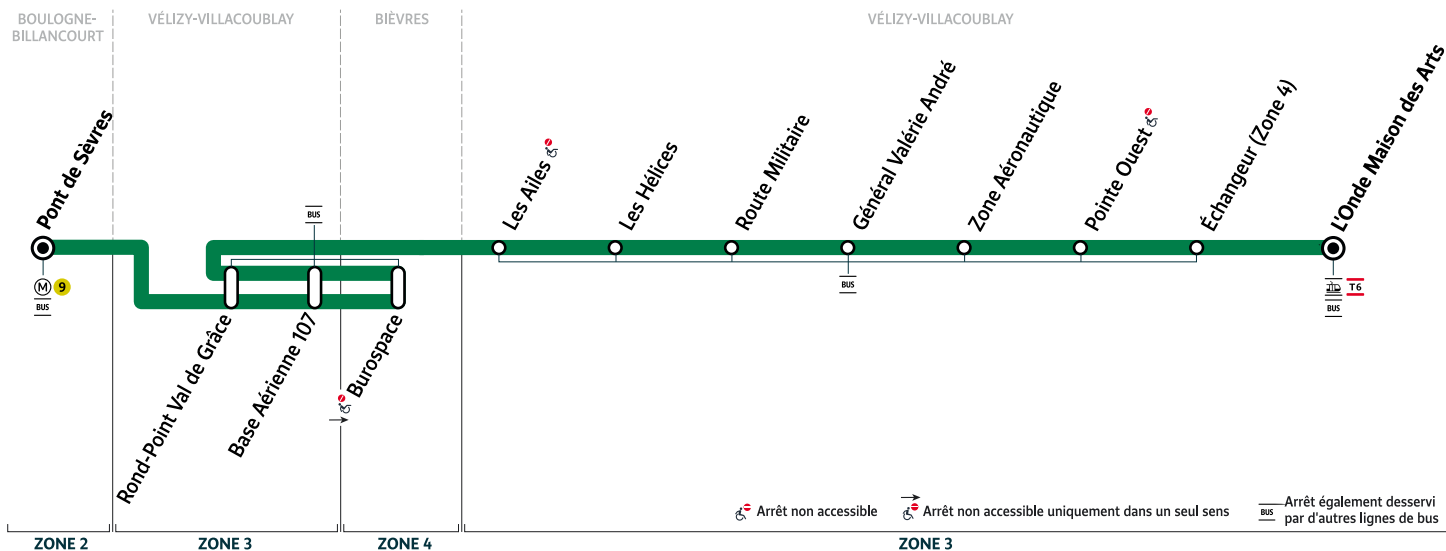 BOULOGNE-
BILLANCOURT
VÉLIZY-VILLACOUBLAY
BIÈVRES
VÉLIZY-VILLACOUBLAY
Pont de Sèvres
M 9
BUS
BUS
Rond-Point Val de Grâce
Base Aérienne 107
Burospace
Les Ailes
Les Hélices
Route Militaire
Général Valérie André
BUS
Zone Aéronautique
Pointe Ouest
Échangeur (Zone 4)
L'Onde Maison des Arts
T6
BUS
Arrêt non accessible
Arrêt non accessible uniquement dans un seul sens
BUS
Arrêt également desservi
par d'autres lignes de bus
ZONE 2
ZONE 3
ZONE 4
ZONE 3